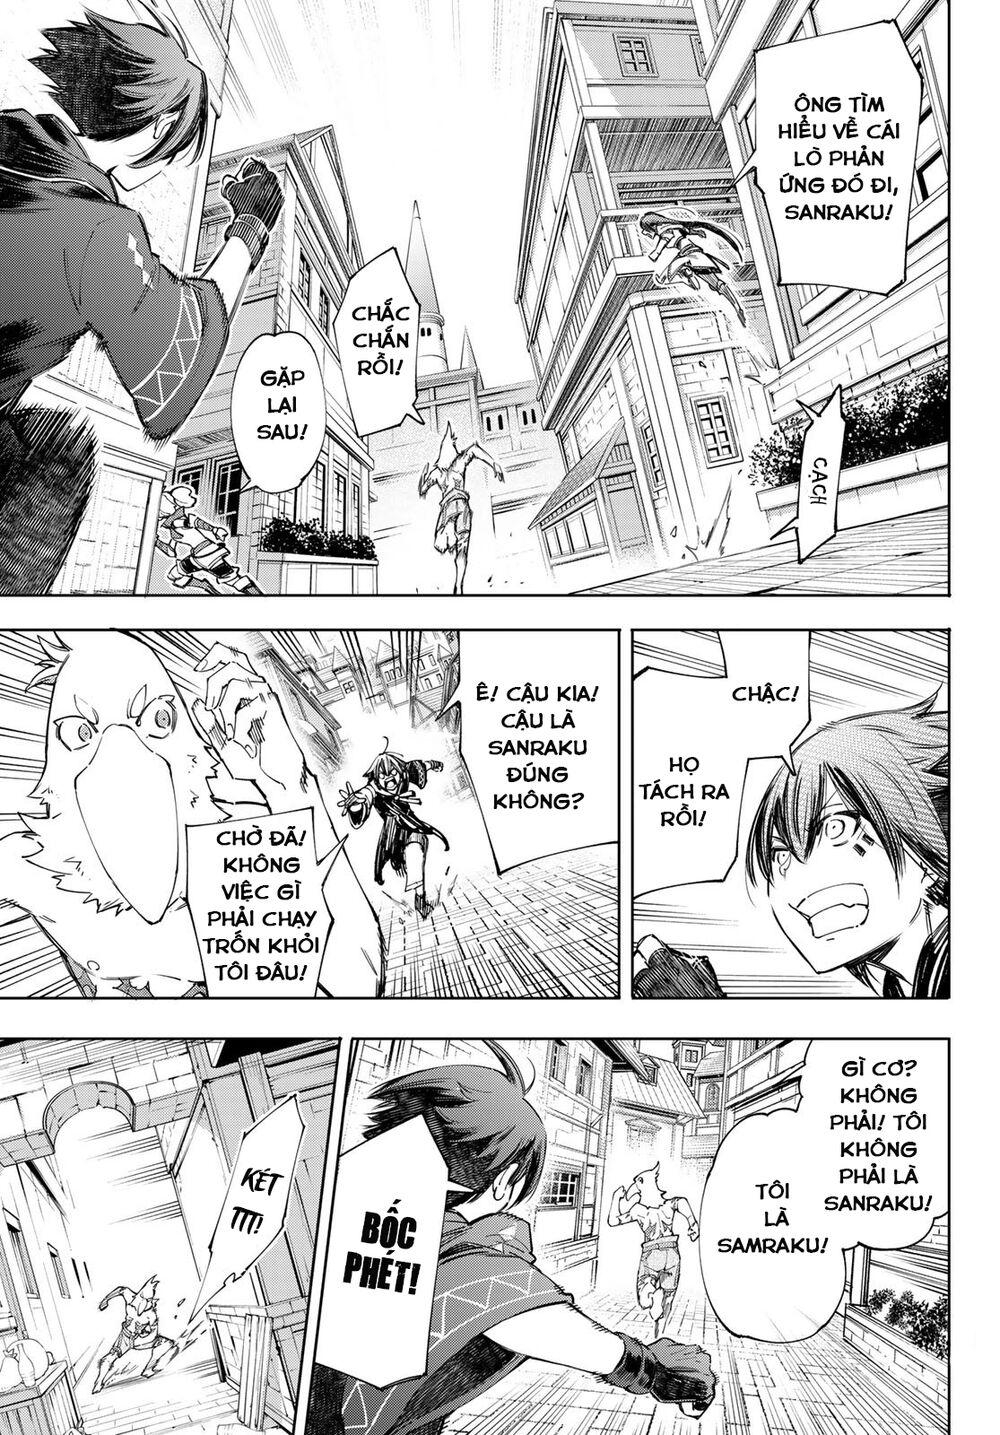 ÔNG TÌM
HIỂU VỀ CÁI
LÒ PHẢN
ỨNG ĐÓ ĐI,
SANRAKU!
CHẮC
CHẮN
RỒI!
GẶP
LẠI
SAU!
CẠCH
CHẬC!
HỌ
TÁCH RA
RỒI!
Ê! CẬU KIA!
CẬU LÀ
SANRAKU
ĐÚNG
KHÔNG?
CHỜ ĐÃ!
KHÔNG
VIỆC GÌ
PHẢI CHẠY
TRỐN KHỎI
TÔI ĐÂU!
GÌ CƠ?
KHÔNG
PHẢI! TÔI
KHÔNG
PHẢI LÀ
SANRAKU!
TÔI
LÀ
SAMRAKU!
BỐC
PHÉT!
KÉT
TTT!